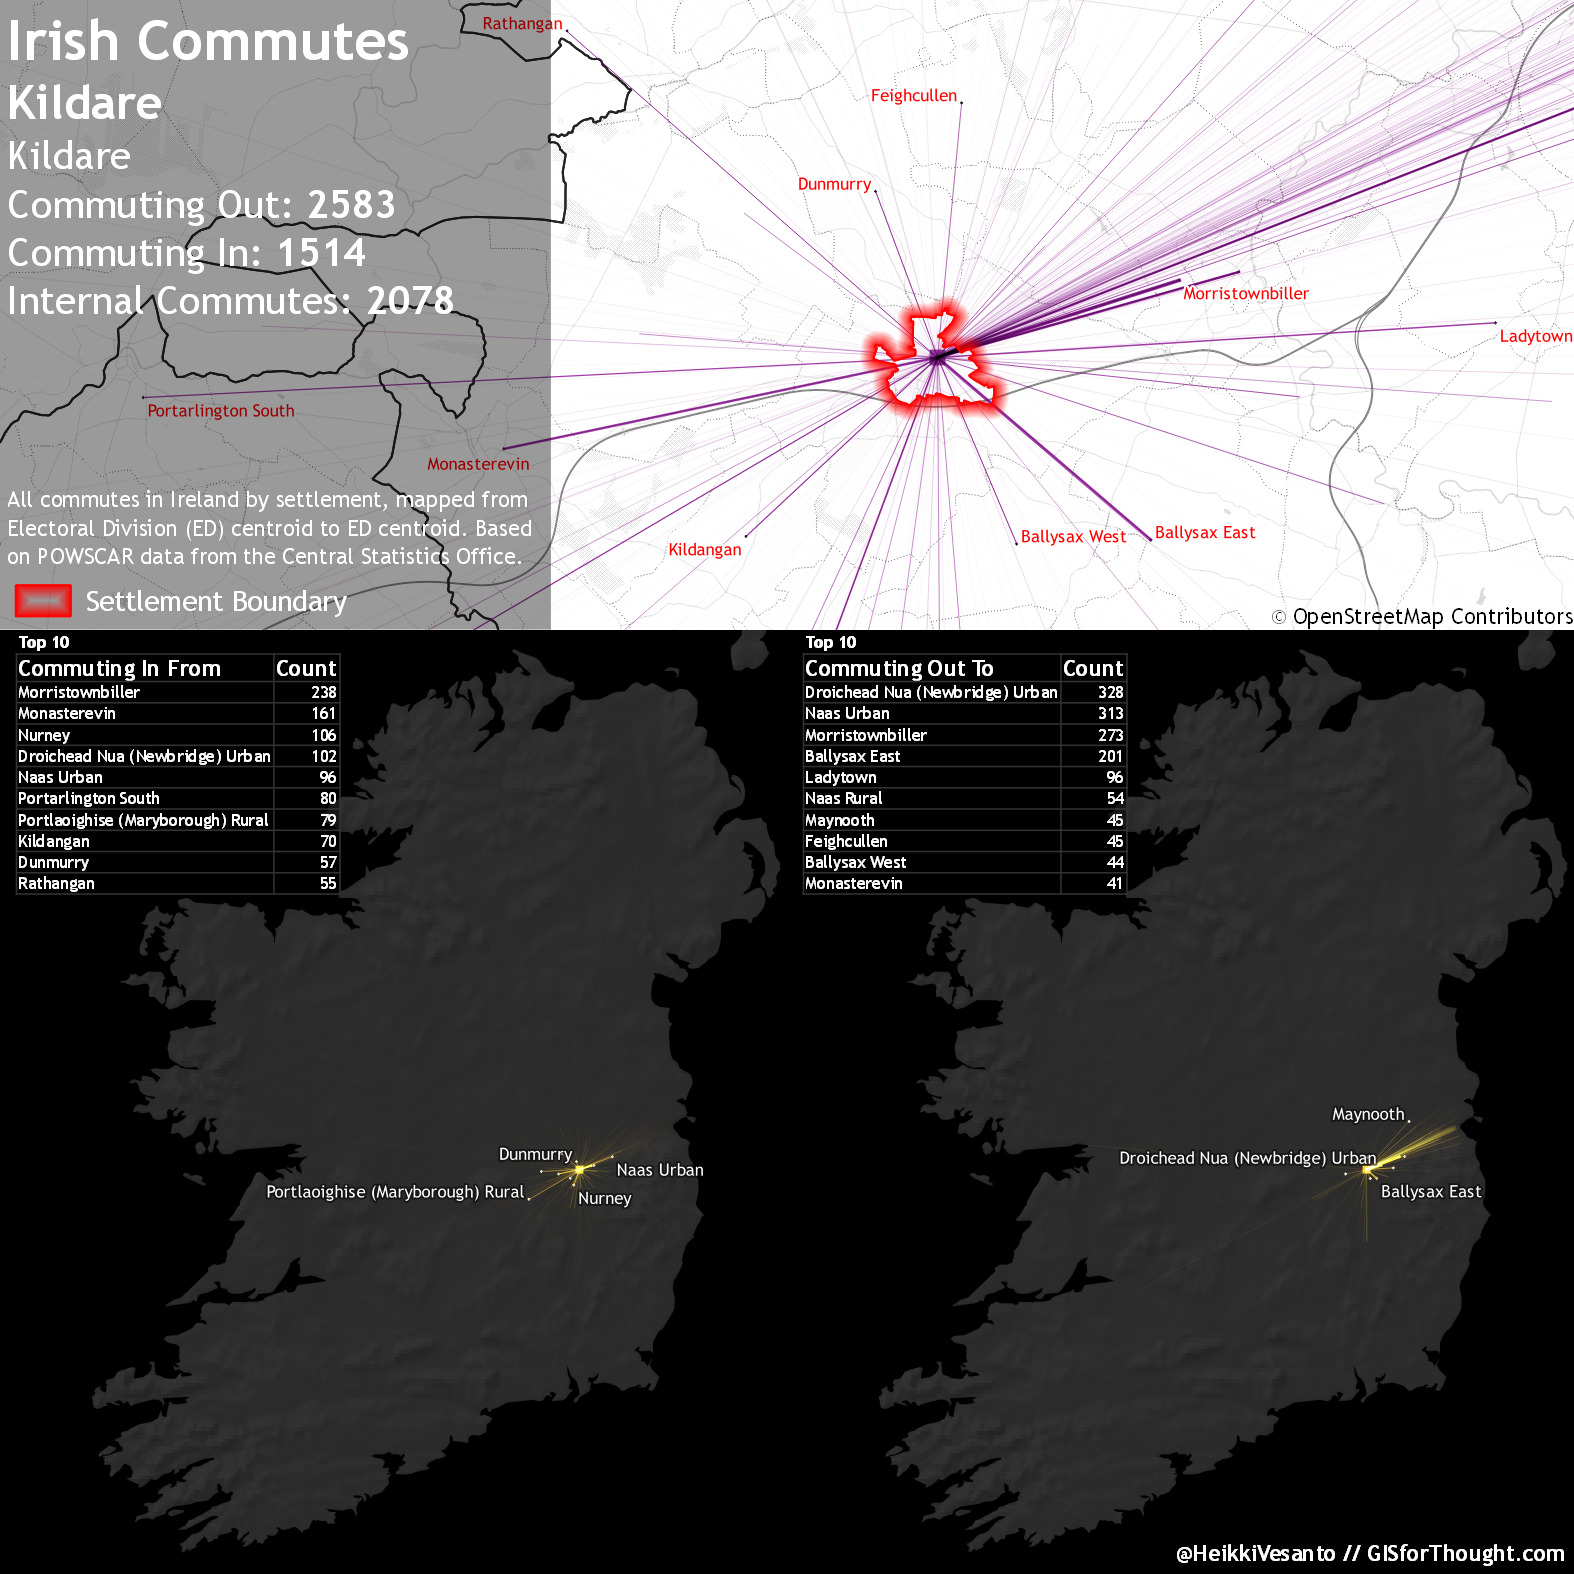 Irish Commutes
Kildare
Kildare
Commuting Out: 2583
Commuting In: 1514
Internal Commutes: 2078
Rathangan
Feighcullen
Dunmurry
Morristownbiller
Ladytown
Portarlington South
Monasterevin
Kildangan
Ballysax West
Ballysax East
All commutes in Ireland by settlement, mapped from
Electoral Division (ED) centroid to ED centroid. Based
on POWSCAR data from the Central Statistics Office.
Settlement Boundary
© OpenStreetMap Contributors
Top 10
Commuting In From Count
Morristownbiller 238
Monasterevin 161
Nurney 106
Droichead Nua (Newbridge) Urban 102
Naas Urban 96
Portarlington South 80
Portlaoighise (Maryborough) Rural 79
Kildangan 70
Dunmurry 57
Rathangan 55
Top 10
Commuting Out To Count
Droichead Nua (Newbridge) Urban 328
Naas Urban 313
Morristownbiller 273
Ballysax East 201
Ladytown 96
Naas Rural 54
Maynooth 45
Feighcullen 45
Ballysax West 44
Monasterevin 41
Dunmurry
Naas Urban
Portlaoighise (Maryborough) Rural
Nurney
Maynooth
Droichead Nua (Newbridge) Urban
Ballysax East
@HeikkiVesanto // GISforThought.com